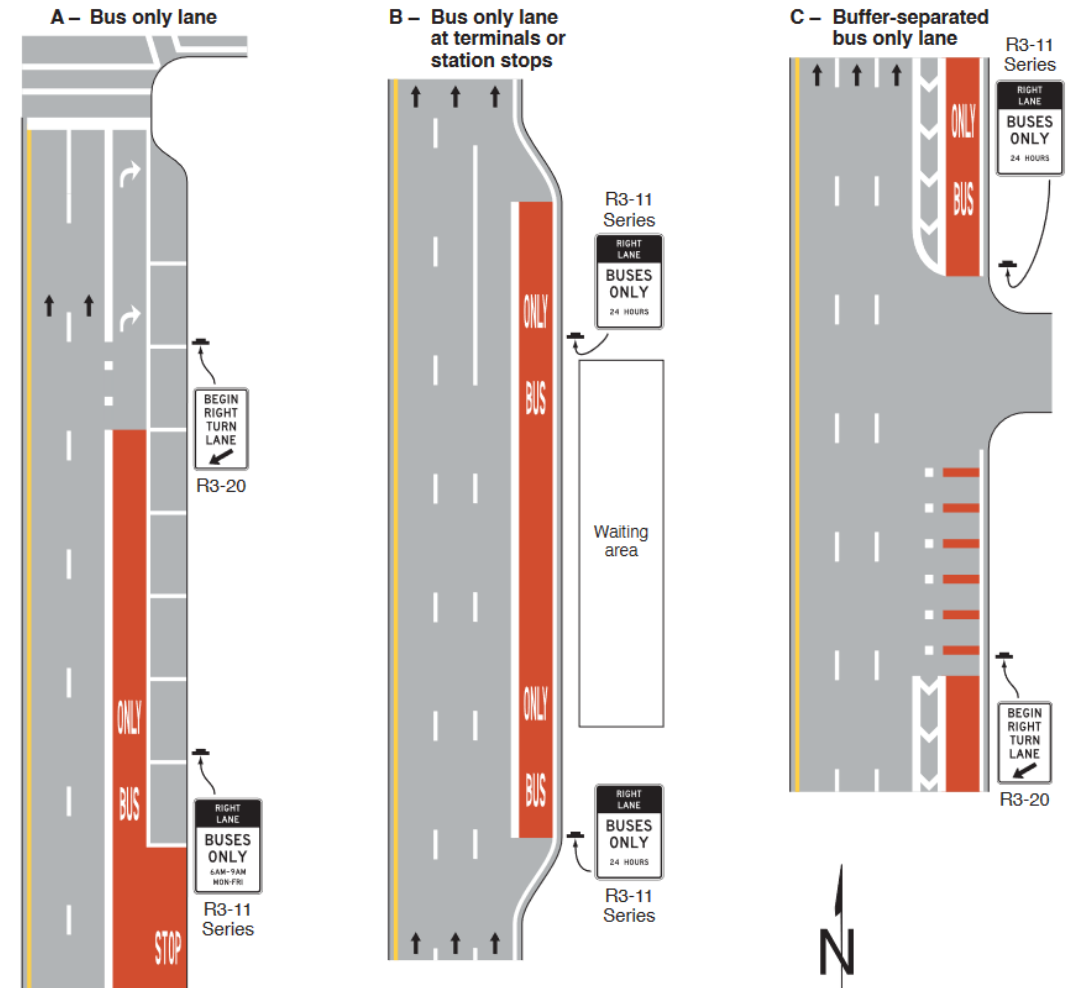 A – Bus only lane
BEGIN
RIGHT
TURN
LANE
R3-20
ONLY
BUS
RIGHT
LANE
BUSES
ONLY
6AM–9AM
MON-FRI
R3-11
Series
STOP
B – Bus only lane
at terminals or
station stops
R3-11
Series
RIGHT
LANE
BUSES
ONLY
24 HOURS
ONLY
BUS
Waiting
area
ONLY
BUS
RIGHT
LANE
BUSES
ONLY
24 HOURS
R3-11
Series
C – Buffer-separated
bus only lane
R3-11
Series
RIGHT
LANE
BUSES
ONLY
24 HOURS
ONLY
BUS
BEGIN
RIGHT
TURN
LANE
R3-20
N